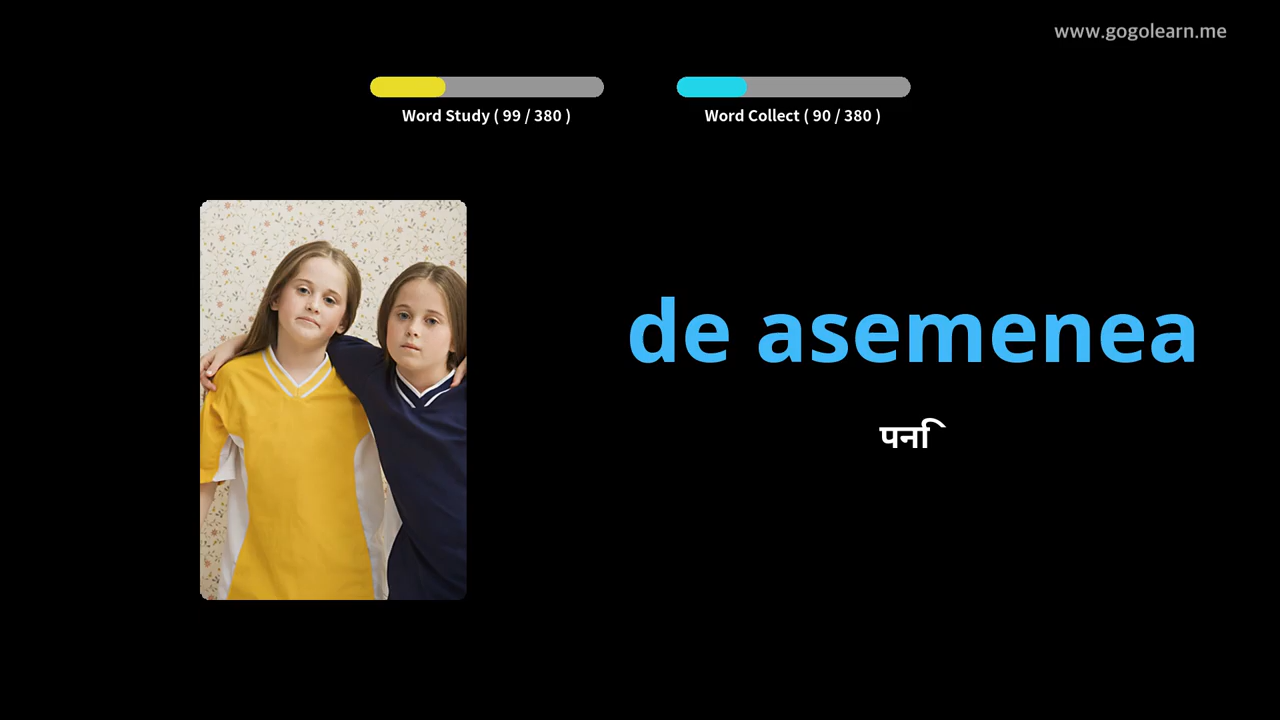 www.gogolearn.me
Word Study ( 99 / 380 )
Word Collect ( 90 / 380 )
de asemenea
पनि